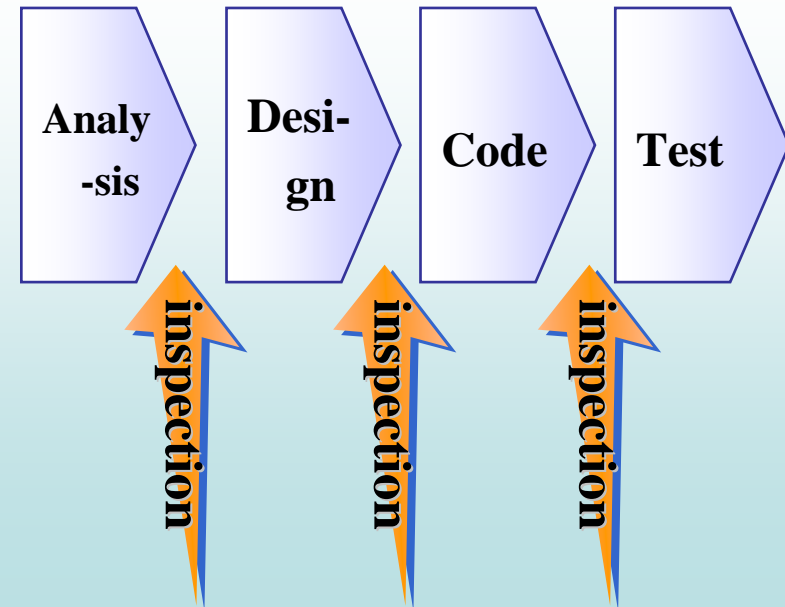 Analy
-sis
Desi-
gn
Code
Test
inspection
inspection
inspection